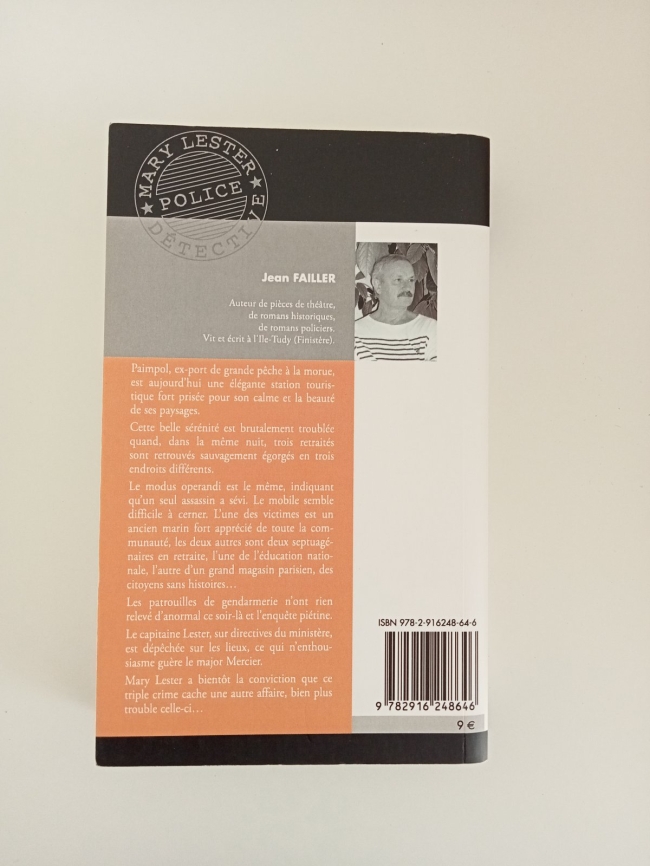 MARY LESTER
POLICE
DÉTECTIVE
Jean FAILLER
Auteur de pièces de théâtre,
de romans historiques,
de romans policiers.
Vit et écrit à l'Ile-Tudy (Finistère).
Paimpol, ex-port de grande pêche à la morue,
est aujourd'hui une élégante station touris-
tique fort prisée pour son calme et la beauté
de ses paysages.
Cette belle sérénité est brutalement troublée
quand, dans la même nuit, trois retraités
sont retrouvés sauvagement égorgés en trois
endroits différents.
Le modus operandi est le même, indiquant
qu'un seul assassin a sévi. Le mobile semble
difficile à cerner. L'une des victimes est un
ancien marin fort apprécié de toute la com-
munauté, les deux autres sont deux septuagé-
naires en retraite, l'une de l'éducation natio-
nale, l'autre d'un grand magasin parisien, des
citoyens sans histoires…
Les patrouilles de gendarmerie n'ont rien
relevé d'anormal ce soir-là et l'enquête piétine.
Le capitaine Lester, sur directives du ministère,
est dépêchée sur les lieux, ce qui n'enthou-
siasme guère le major Mercier.
Mary Lester a bientôt la conviction que ce
triple crime cache une autre affaire, bien plus
trouble celle-ci…
ISBN 978-2-916248-64-6
9 782916 248646
9 €